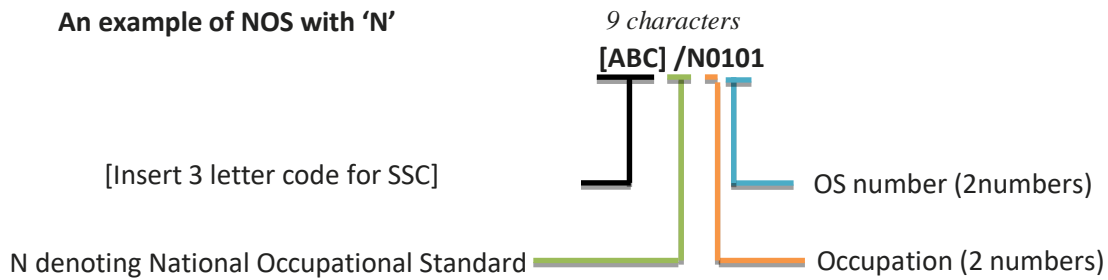 An example of NOS with ‘N’
9 characters
[ABC] /N0101
[Insert 3 letter code for SSC]
OS number (2numbers)
N denoting National Occupational Standard
Occupation (2 numbers)